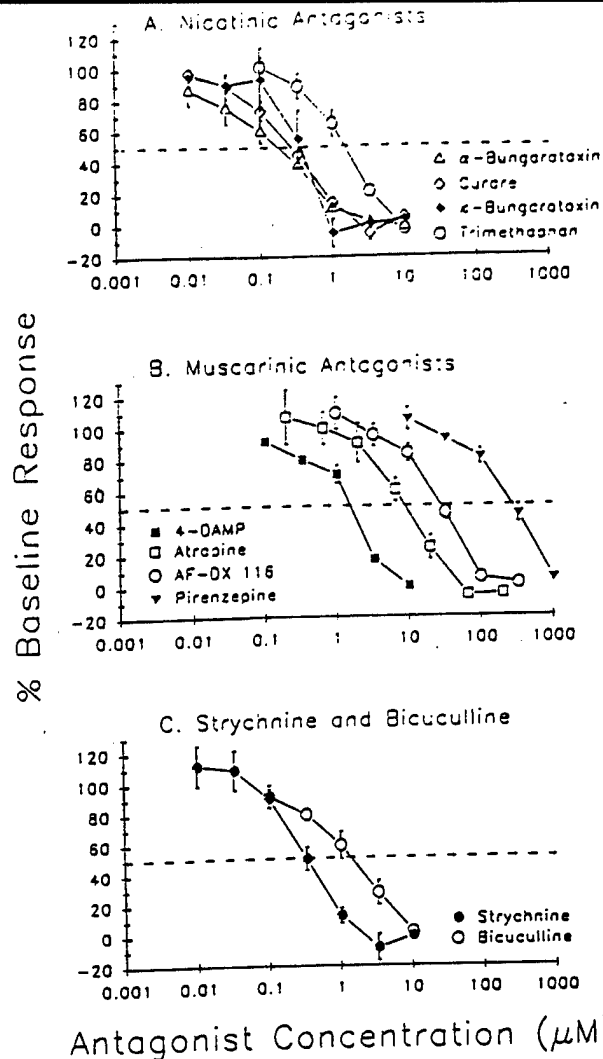 A. Nicotinic Antagonists
120
100
80
60
40
20
0
-20
0.001 0.01 0.1 1 10 100 1000
α-Bungarotoxin
Curare
κ-Bungarotoxin
Trimethaphan
B. Muscarinic Antagonists
120
100
80
60
40
20
0
-20
0.001 0.01 0.1 1 10 100 1000
4-DAMP
Atropine
AF-DX 116
Pirenzepine
C. Strychnine and Bicuculline
120
100
80
60
40
20
0
-20
0.001 0.01 0.1 1 10 100 1000
Strychnine
Bicuculline
% Baseline Response
Antagonist Concentration (μM